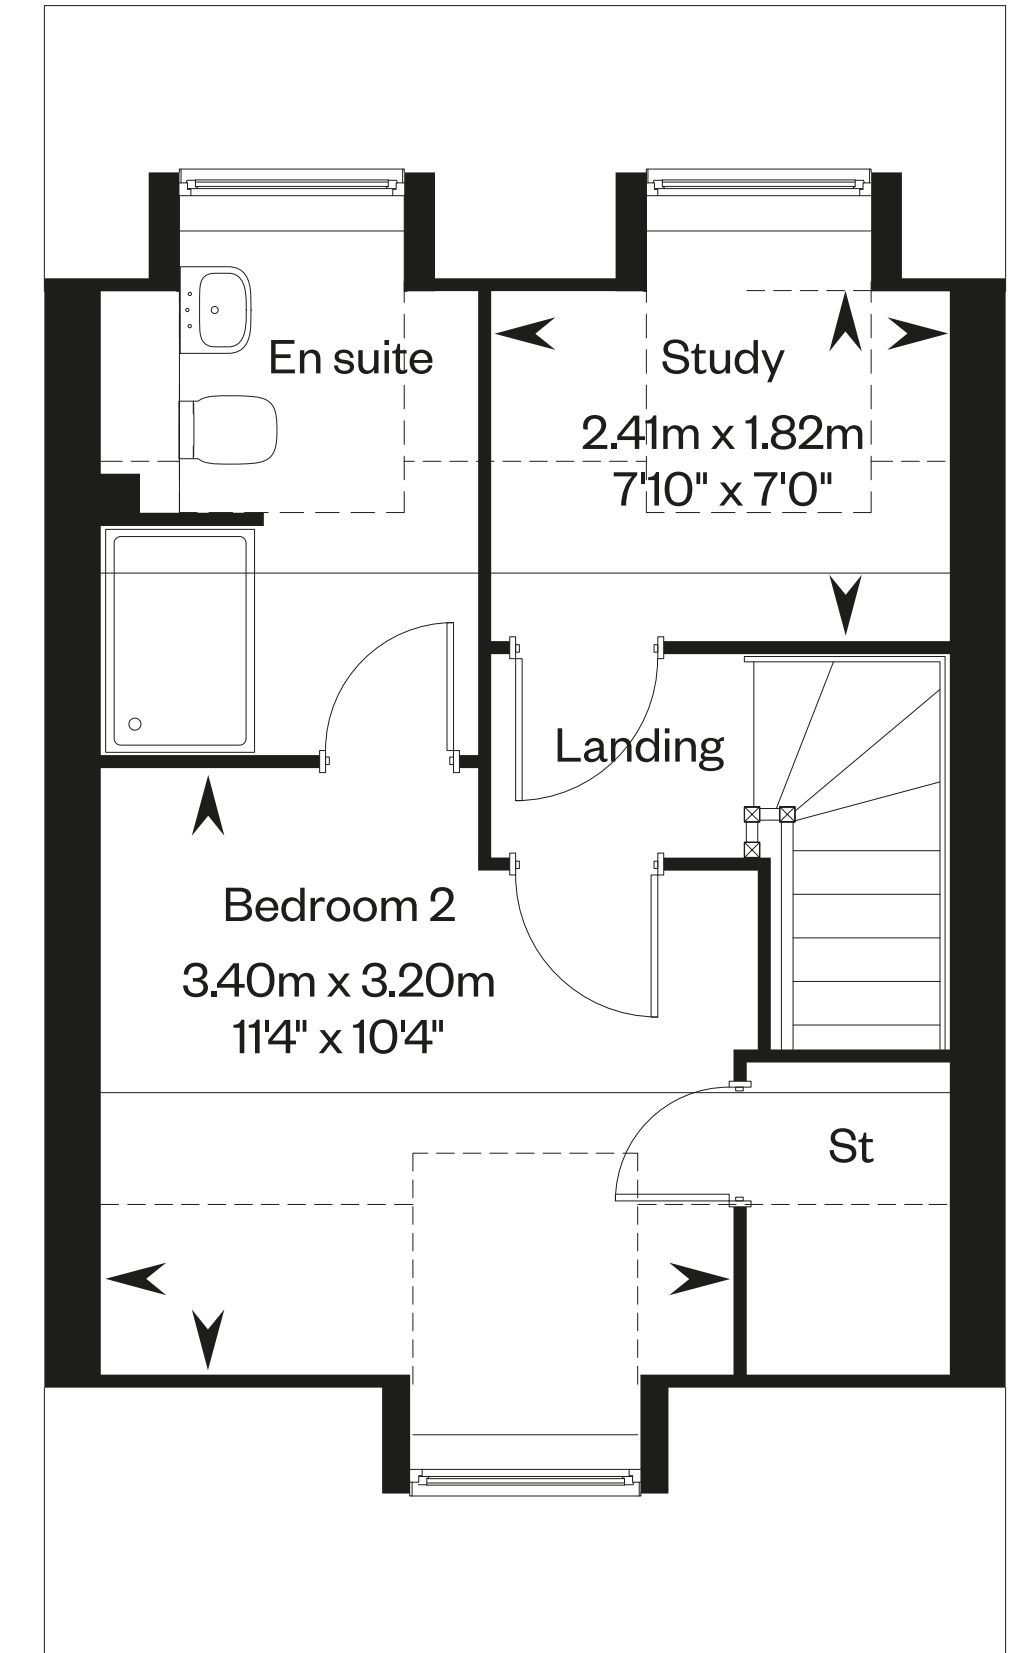 En suite
Study
2.41m x 1.82m
7'10" x 7'0"
Landing
Bedroom 2
3.40m x 3.20m
11'4" x 10'4"
St